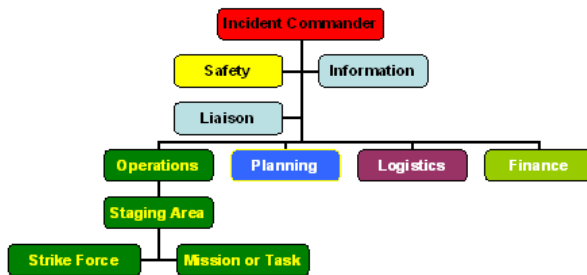 Incident Commander
Safety
Information
Liaison
Operations
Planning
Logistics
Finance
Staging Area
Strike Force
Mission or Task